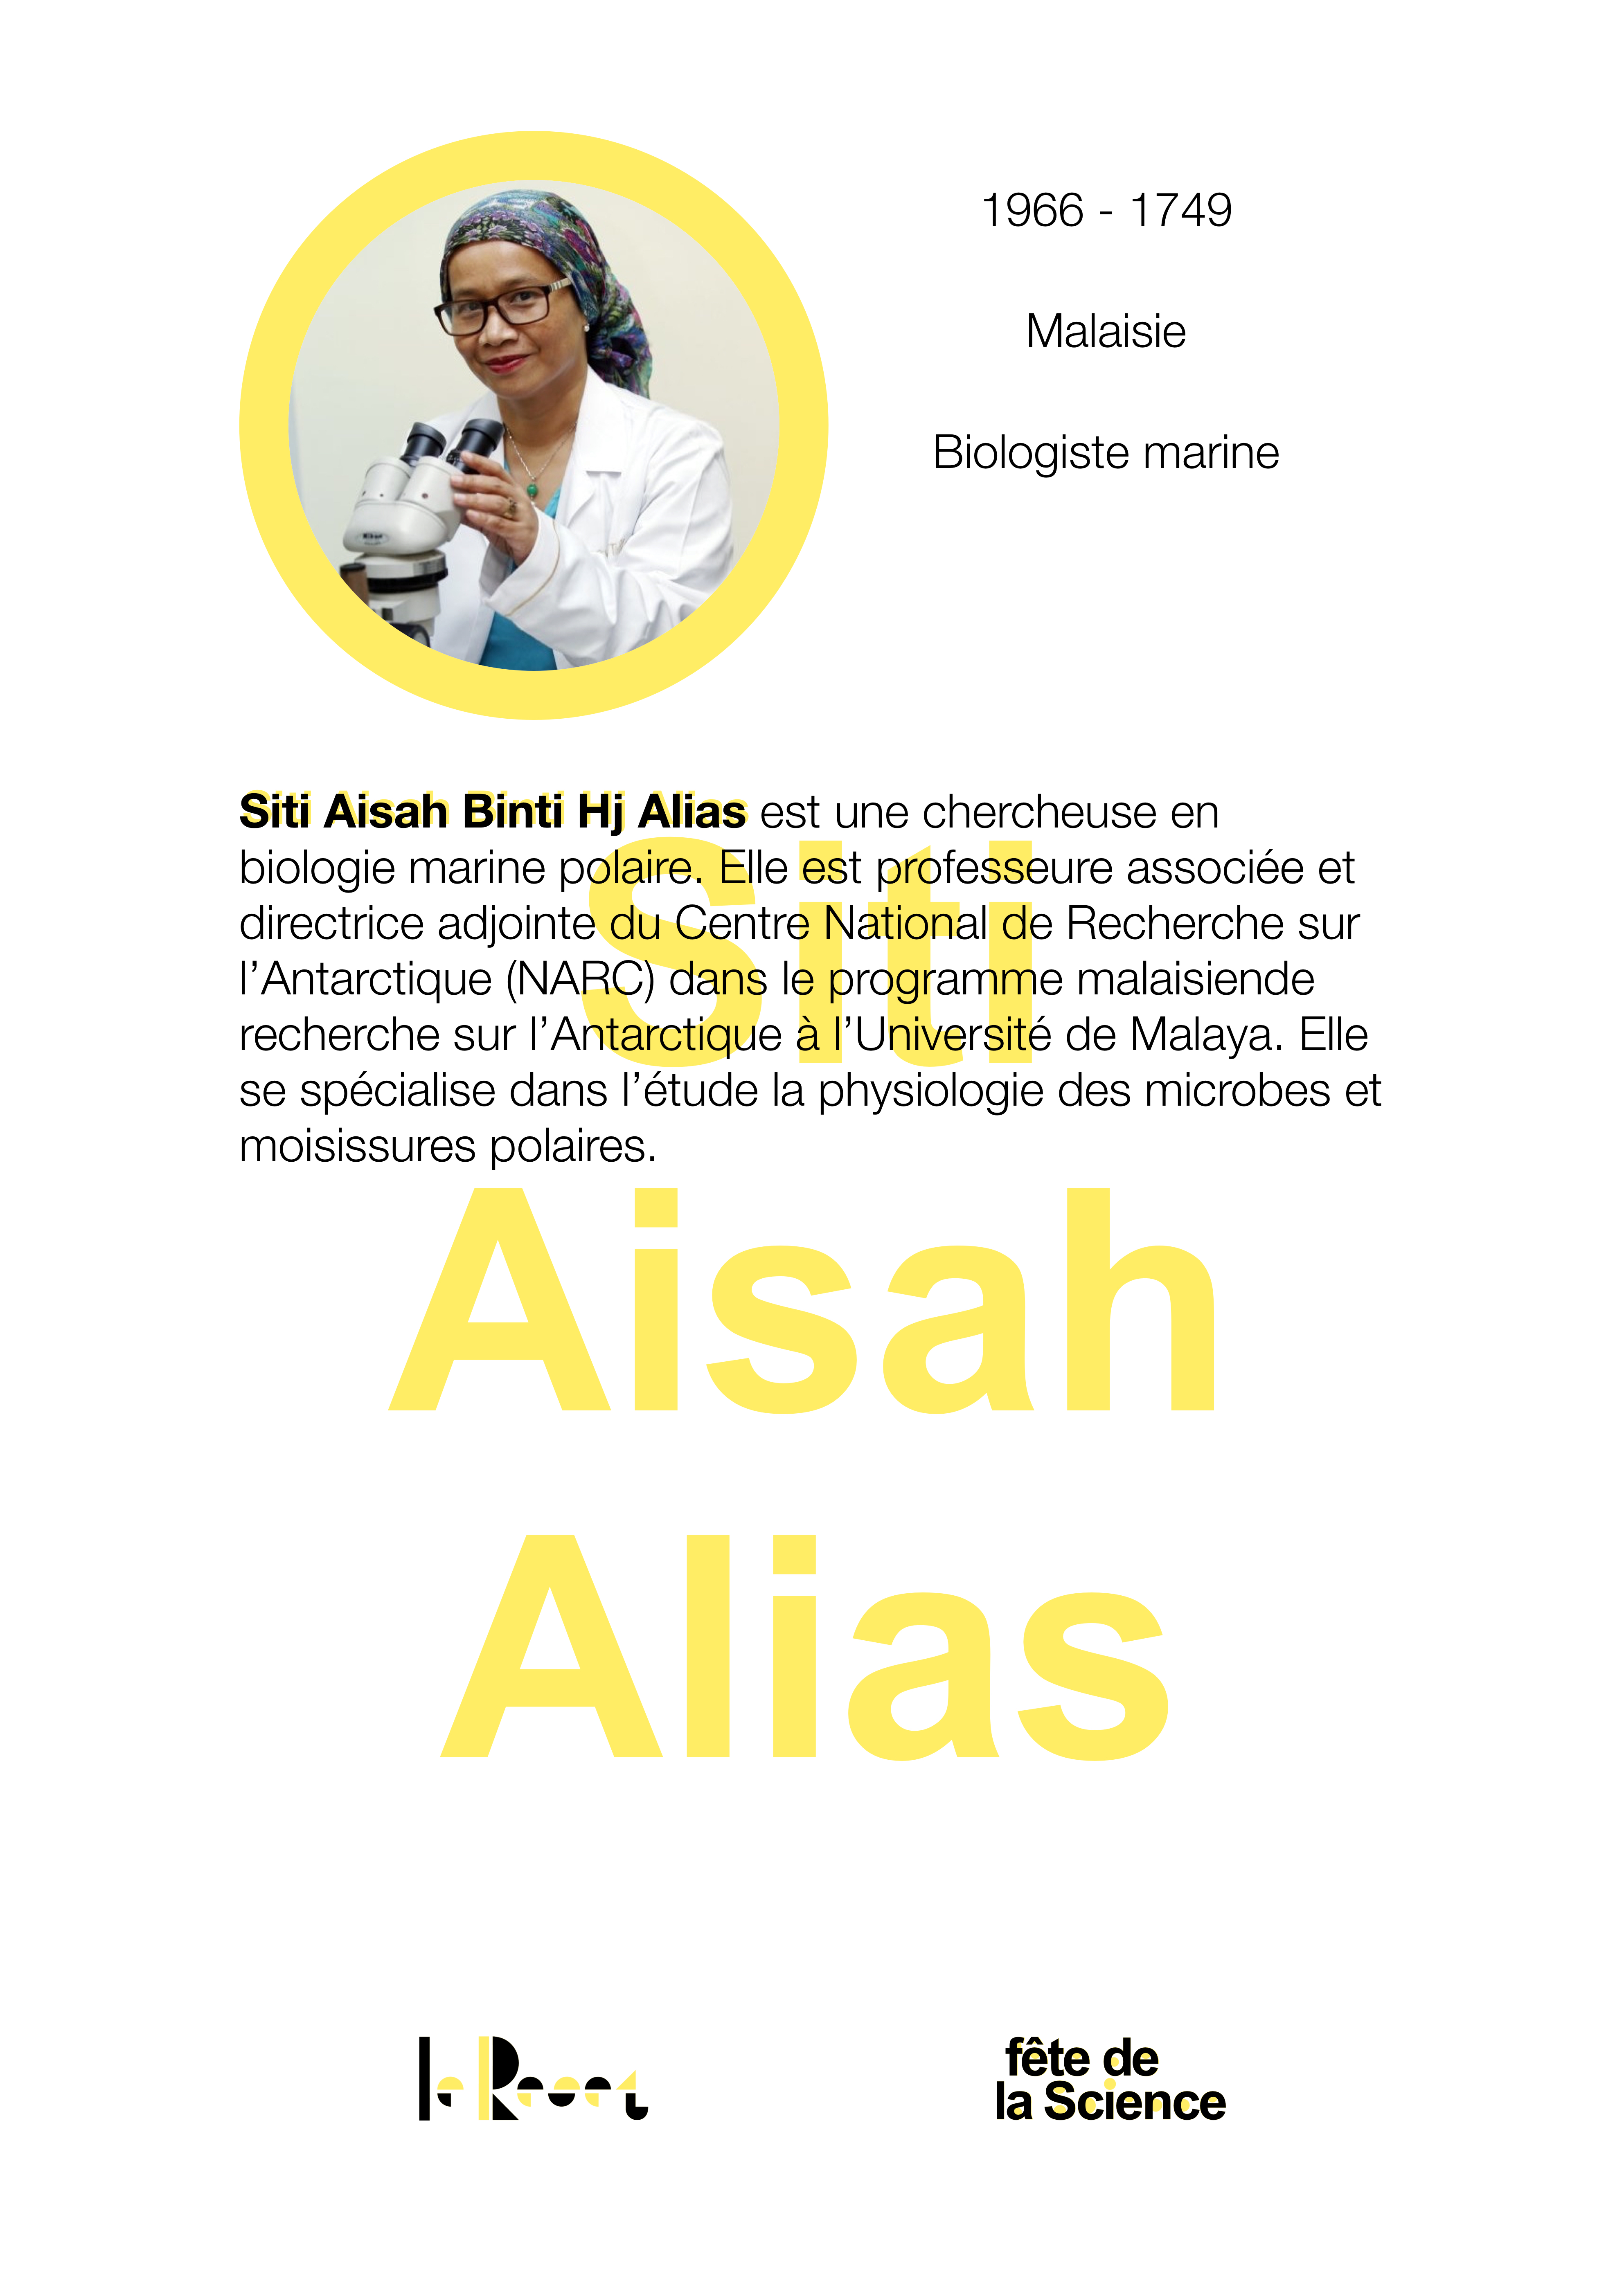 1966 - 1749
Malaisie
Biologiste marine
Siti Aisah Binti Hj Alias est une chercheuse en
biologie marine polaire. Elle est professeure associée et
directrice adjointe du Centre National de Recherche sur
l’Antarctique (NARC) dans le programme malaisiende
recherche sur l’Antarctique à l’Université de Malaya. Elle
se spécialise dans l’étude la physiologie des microbes et
moisissures polaires.
Siti
Aisah
Alias
le Reset
fête de
la Science